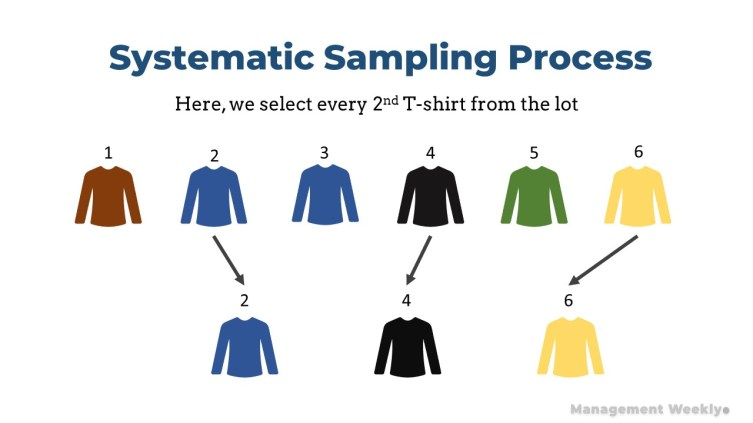 Systematic Sampling Process
Here, we select every 2nd T-shirt from the lot
1 2 3 4 5 6
2 4 6
Management Weekly